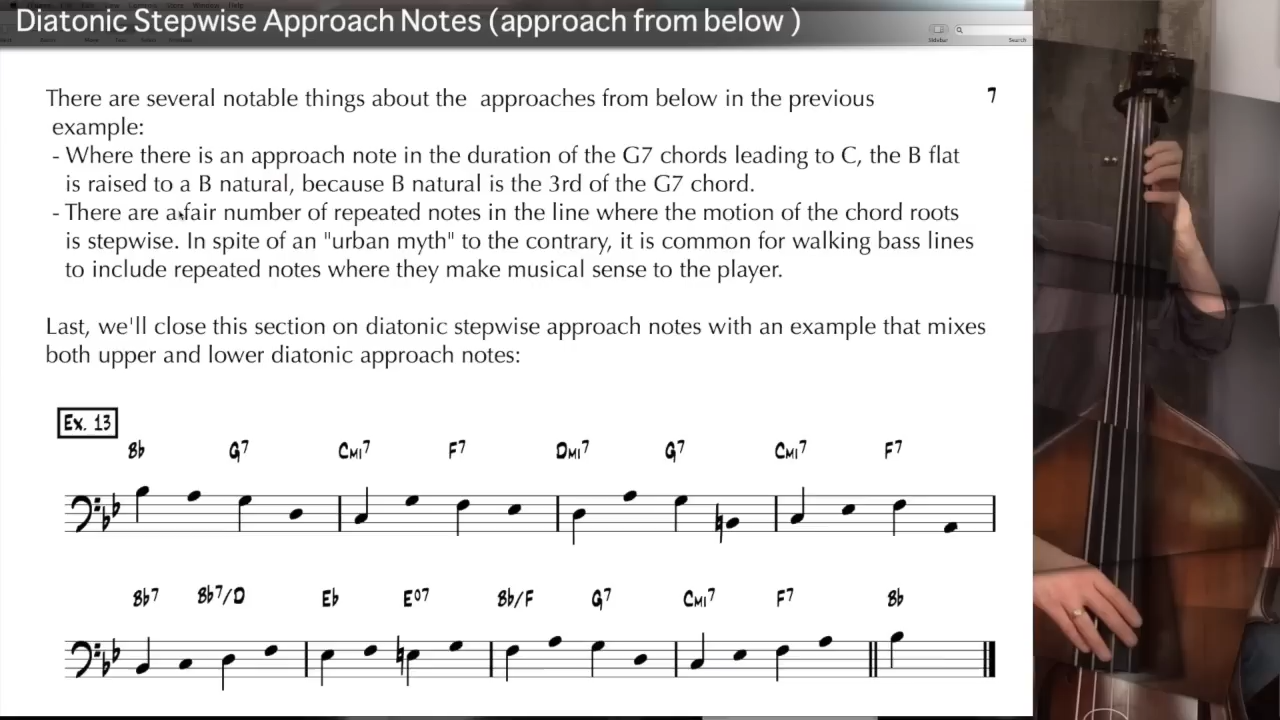 Diatonic Stepwise Approach Notes (approach from below )
Sidebar
Search
There are several notable things about the approaches from below in the previous
7
example:
- Where there is an approach note in the duration of the G7 chords leading to C, the B flat
is raised to a B natural, because B natural is the 3rd of the G7 chord.
- There are a fair number of repeated notes in the line where the motion of the chord roots
is stepwise. In spite of an "urban myth" to the contrary, it is common for walking bass lines
to include repeated notes where they make musical sense to the player.
Last, we'll close this section on diatonic stepwise approach notes with an example that mixes
both upper and lower diatonic approach notes:
Ex. 13
B♭ G7 CMI7 F7 DMI7 G7 CMI7 F7
B♭7 B♭7/D E♭ E°7 B♭/F G7 CMI7 F7 B♭